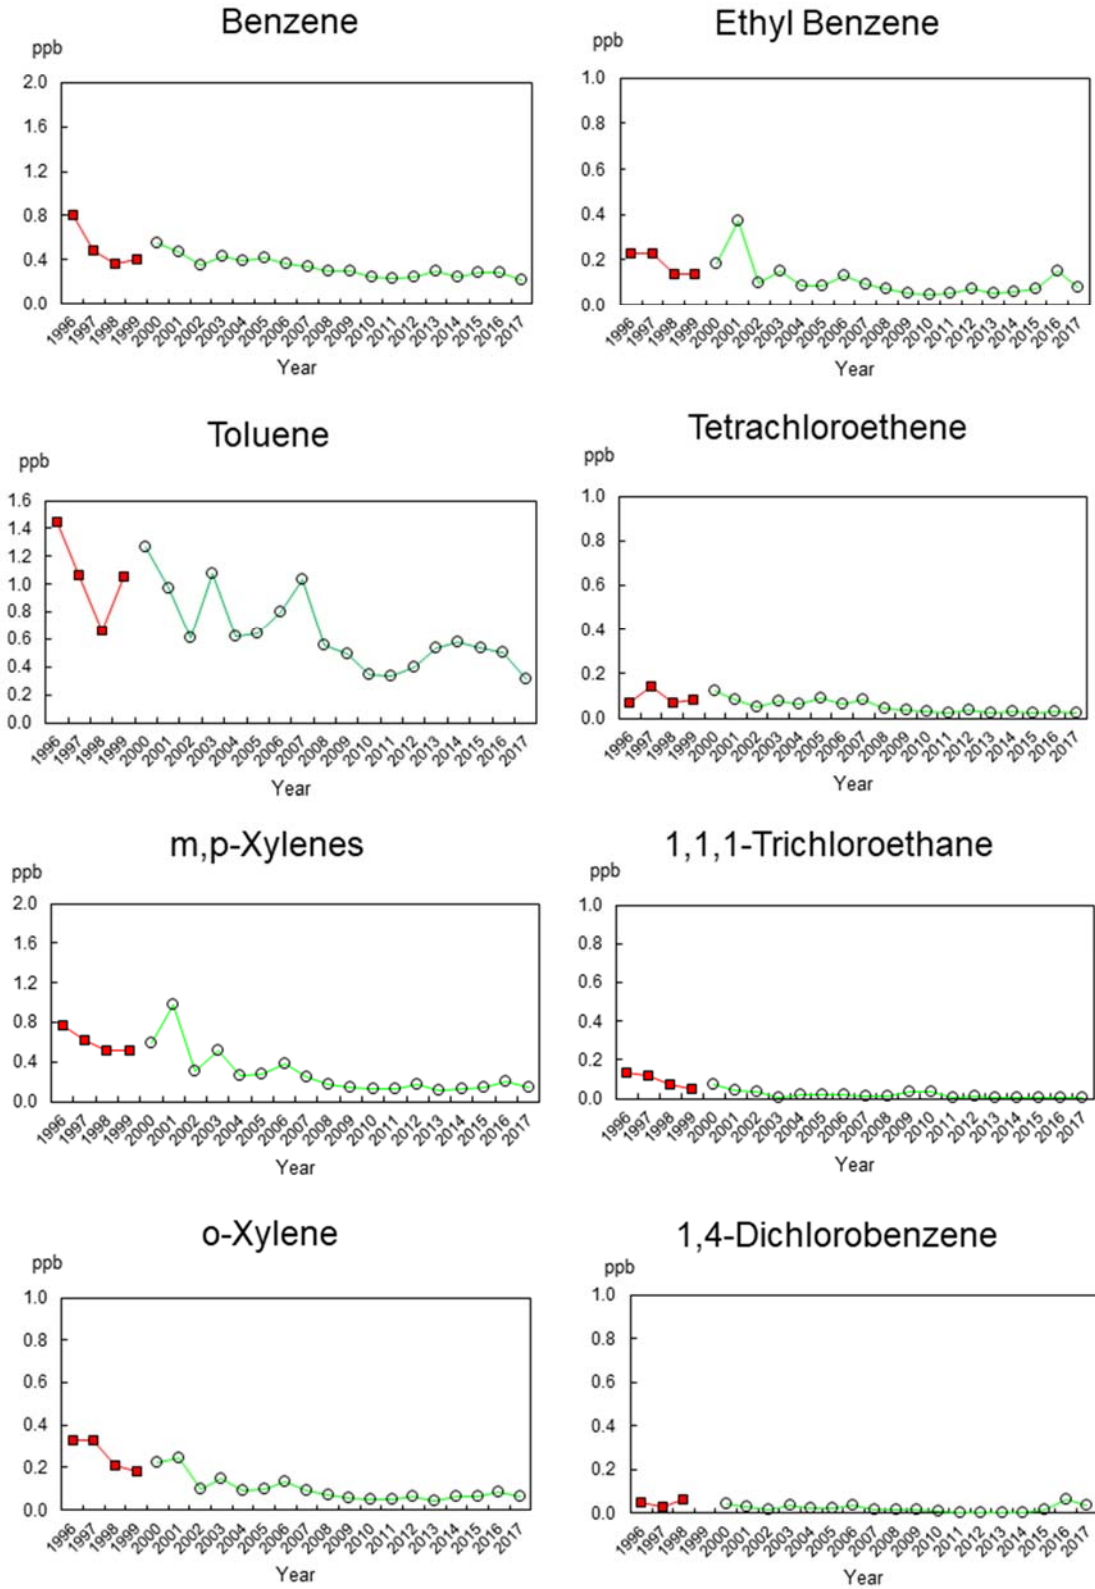 Benzene
ppb
2.0
1.6
1.2
0.8
0.4
0.0
1996 1997 1998 1999 2000 2001 2002 2003 2004 2005 2006 2007 2008 2009 2010 2011 2012 2013 2014 2015 2016 2017
Year
Ethyl Benzene
ppb
1.0
0.8
0.6
0.4
0.2
0.0
1996 1997 1998 1999 2000 2001 2002 2003 2004 2005 2006 2007 2008 2009 2010 2011 2012 2013 2014 2015 2016 2017
Year
Toluene
ppb
1.6
1.4
1.2
1.0
0.8
0.6
0.4
0.2
0.0
1996 1997 1998 1999 2000 2001 2002 2003 2004 2005 2006 2007 2008 2009 2010 2011 2012 2013 2014 2015 2016 2017
Year
Tetrachloroethene
ppb
1.0
0.8
0.6
0.4
0.2
0.0
1996 1997 1998 1999 2000 2001 2002 2003 2004 2005 2006 2007 2008 2009 2010 2011 2012 2013 2014 2015 2016 2017
Year
m,p-Xylenes
ppb
2.0
1.6
1.2
0.8
0.4
0.0
1996 1997 1998 1999 2000 2001 2002 2003 2004 2005 2006 2007 2008 2009 2010 2011 2012 2013 2014 2015 2016 2017
Year
1,1,1-Trichloroethane
ppb
1.0
0.8
0.6
0.4
0.2
0.0
1996 1997 1998 1999 2000 2001 2002 2003 2004 2005 2006 2007 2008 2009 2010 2011 2012 2013 2014 2015 2016 2017
Year
o-Xylene
ppb
1.0
0.8
0.6
0.4
0.2
0.0
1996 1997 1998 1999 2000 2001 2002 2003 2004 2005 2006 2007 2008 2009 2010 2011 2012 2013 2014 2015 2016 2017
Year
1,4-Dichlorobenzene
ppb
1.0
0.8
0.6
0.4
0.2
0.0
1996 1997 1998 1999 2000 2001 2002 2003 2004 2005 2006 2007 2008 2009 2010 2011 2012 2013 2014 2015 2016 2017
Year